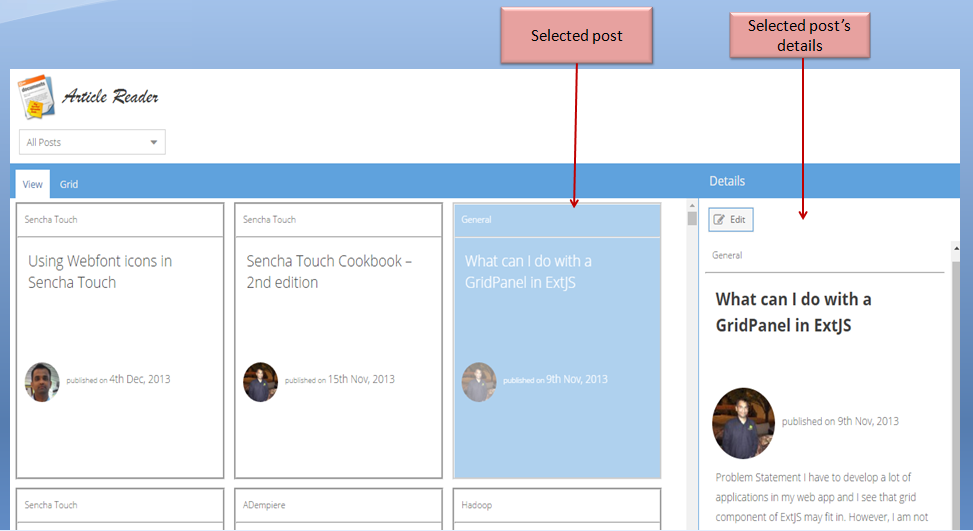 Selected post
Selected post's
details
documents
Article Reader
All Posts
View
Grid
Details
Sencha Touch
Using Webfont Icons in
Sencha Touch
published on 4th Dec, 2013
Sencha Touch
Sencha Touch Cookbook –
2nd edition
published on 15th Nov, 2013
General
What can I do with a
GridPanel in ExtJS
published on 9th Nov, 2013
Edit
General
What can I do with a
GridPanel in ExtJS
published on 9th Nov, 2013
Problem Statement I have to develop a lot of
applications in my web app and I see that grid
component of ExtJS may fit in. However, I am not
Sencha Touch
ADempiere
Hadoop